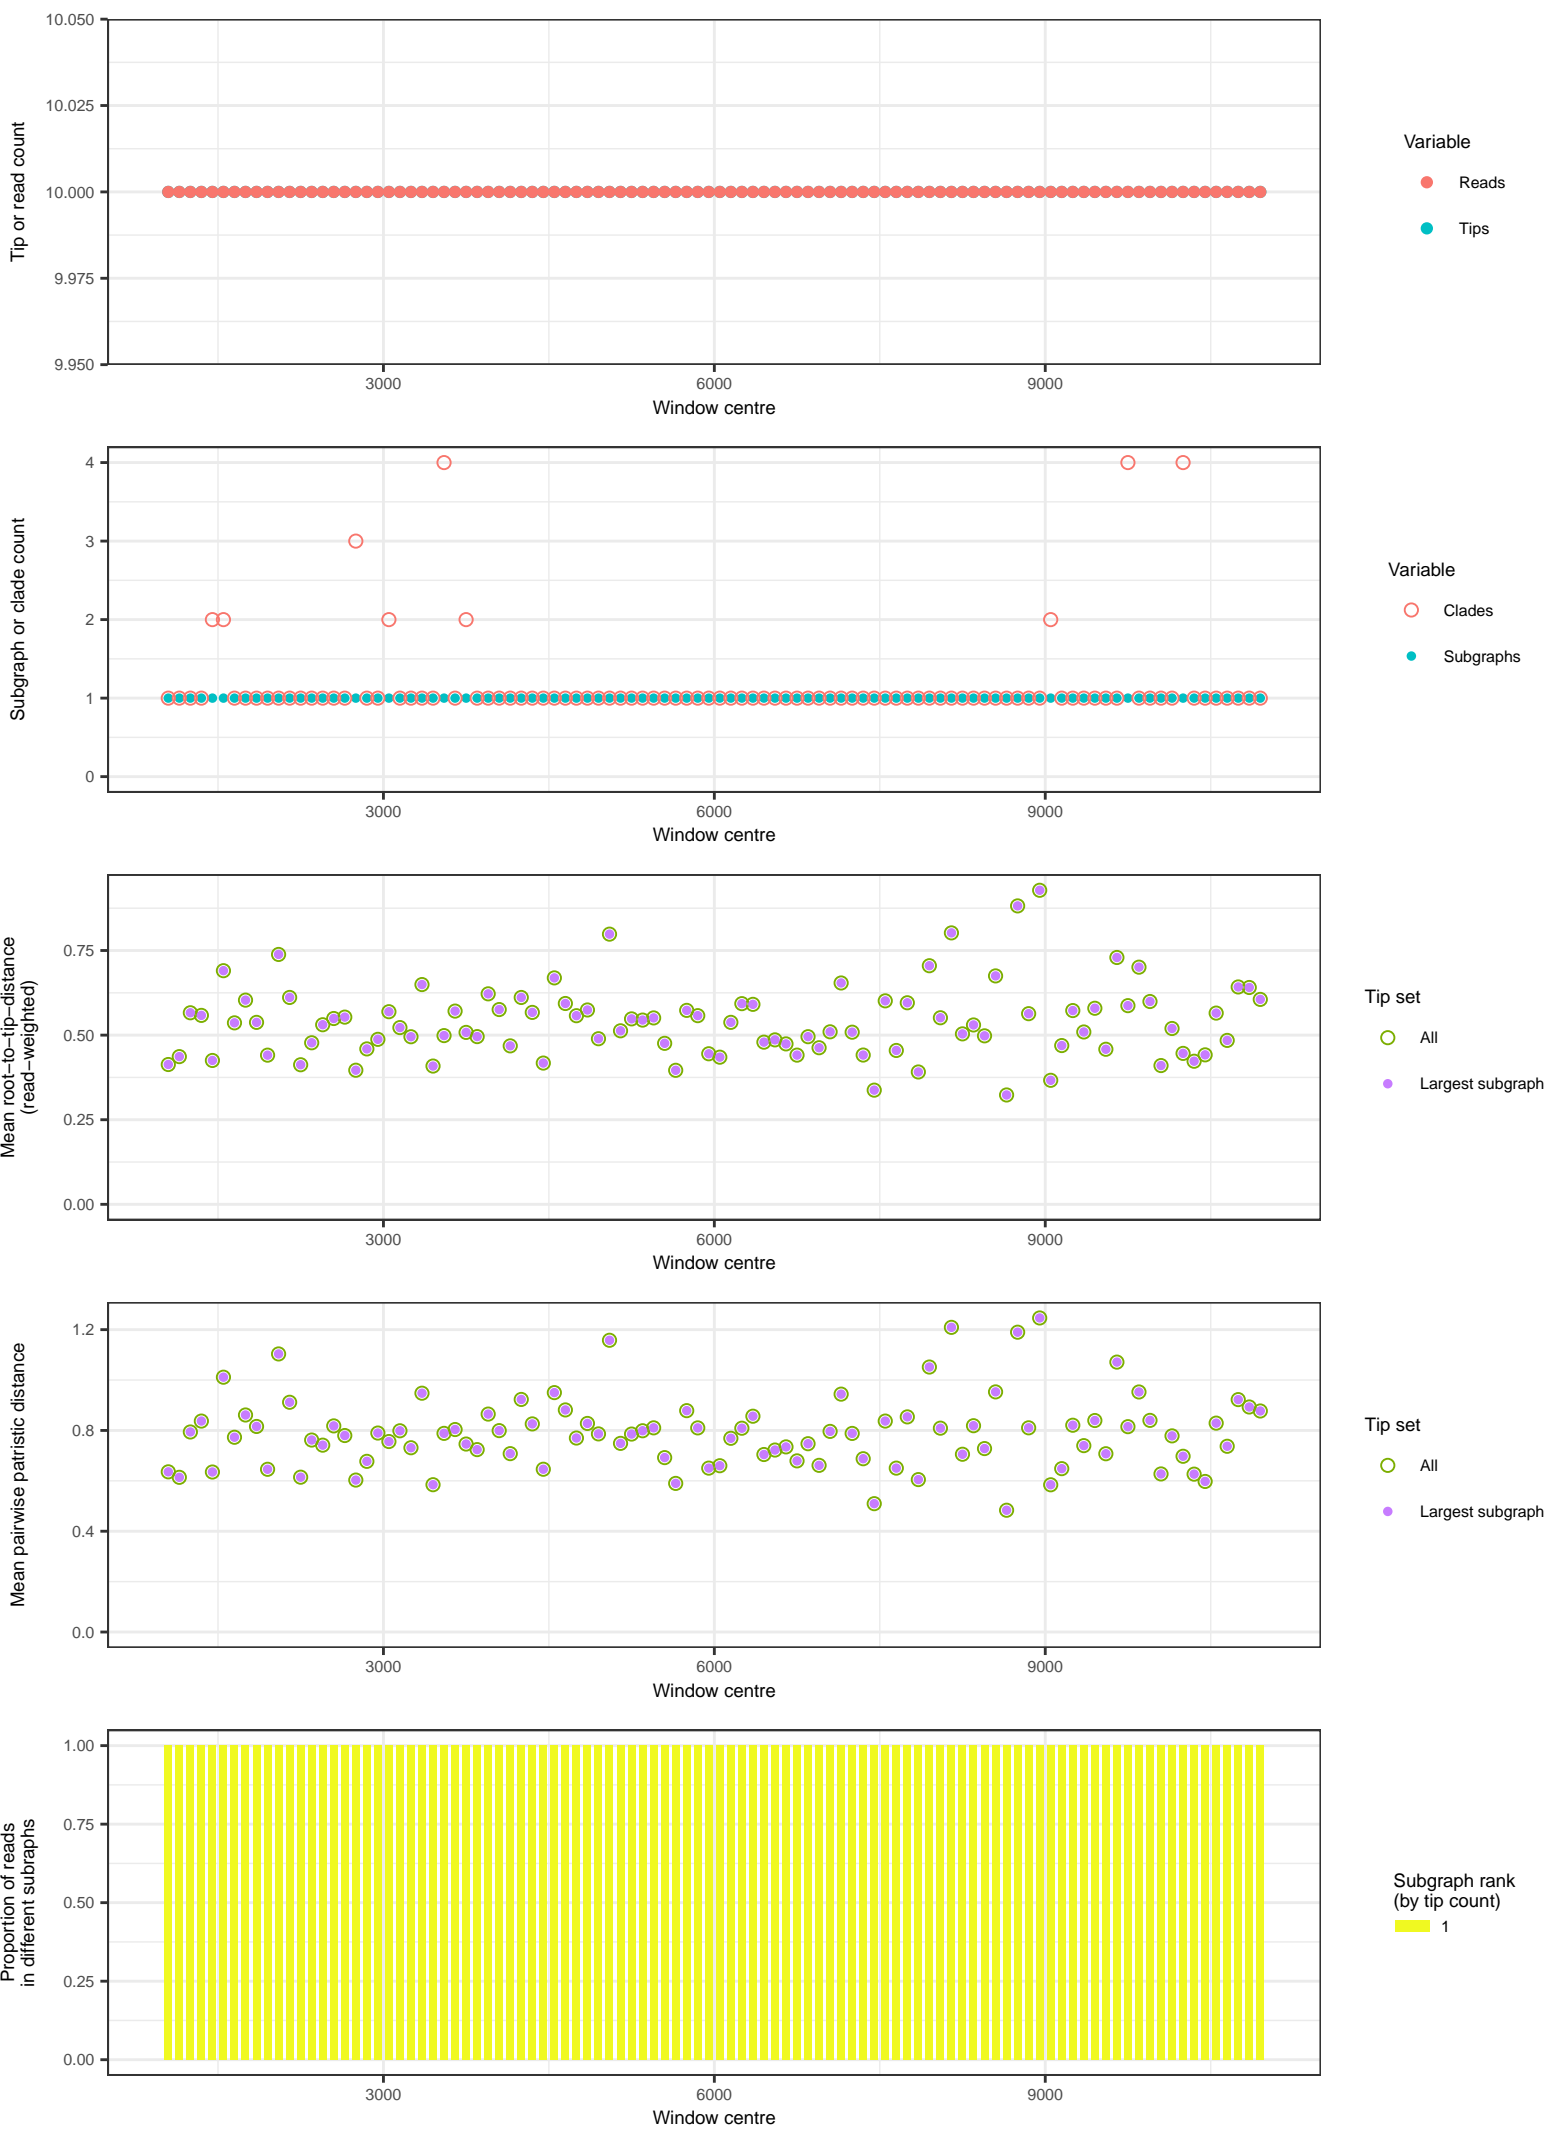 10.050
10.025
10.000
9.975
9.950
Tip or read count
3000
6000
9000
Window centre
Variable
Reads
Tips
4
3
2
1
0
Subgraph or clade count
3000
6000
9000
Window centre
Variable
Clades
Subgraphs
0.75
0.50
0.25
0.00
Mean root−to−tip−distance
(read−weighted)
3000
6000
9000
Window centre
Tip set
All
Largest subgraph
1.2
0.8
0.4
0.0
Mean pairwise patristic distance
3000
6000
9000
Window centre
Tip set
All
Largest subgraph
1.00
0.75
0.50
0.25
0.00
Proportion of reads
in different subraphs
3000
6000
9000
Window centre
Subgraph rank
(by tip count)
1